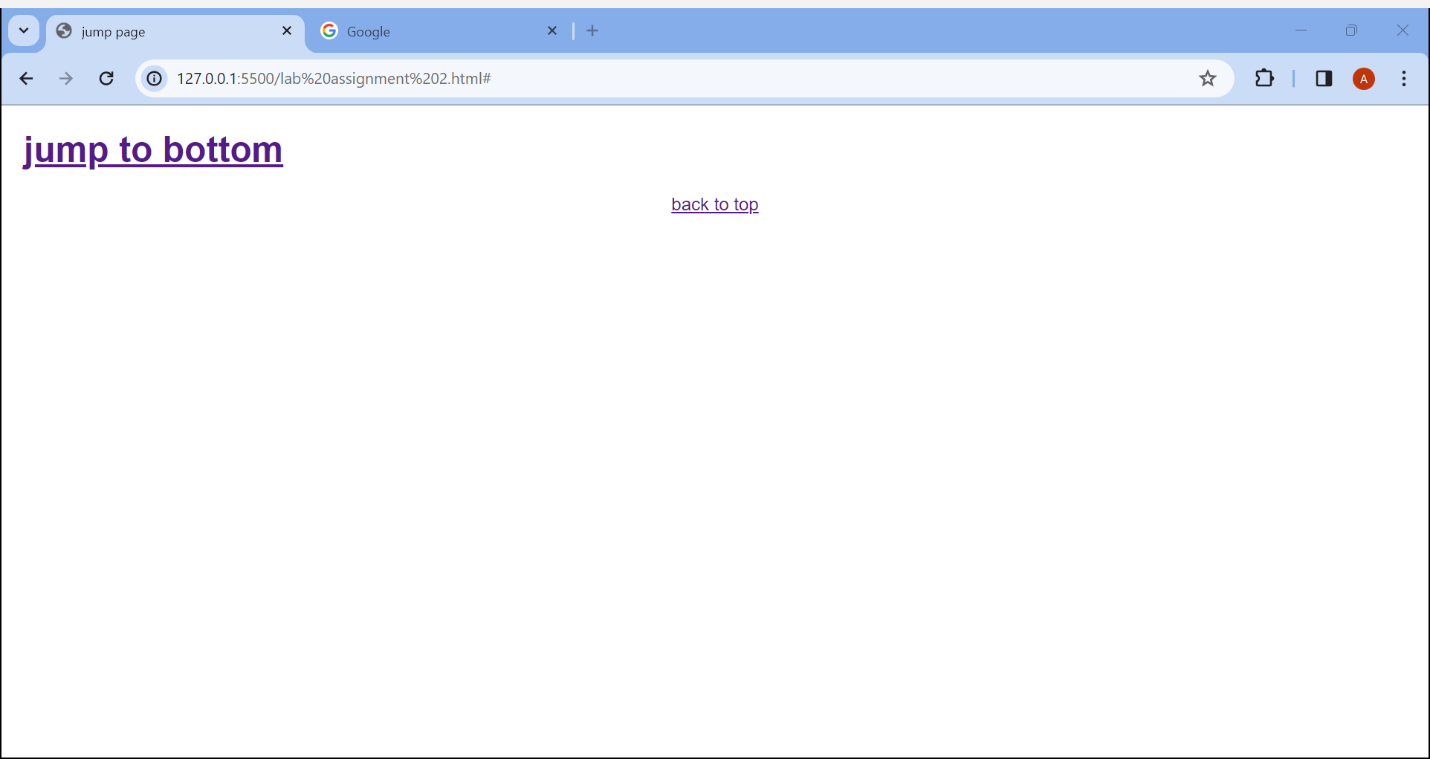 jump page
Google
127.0.0.1:5500/lab%20assignment%202.html#
A
jump to bottom
back to top